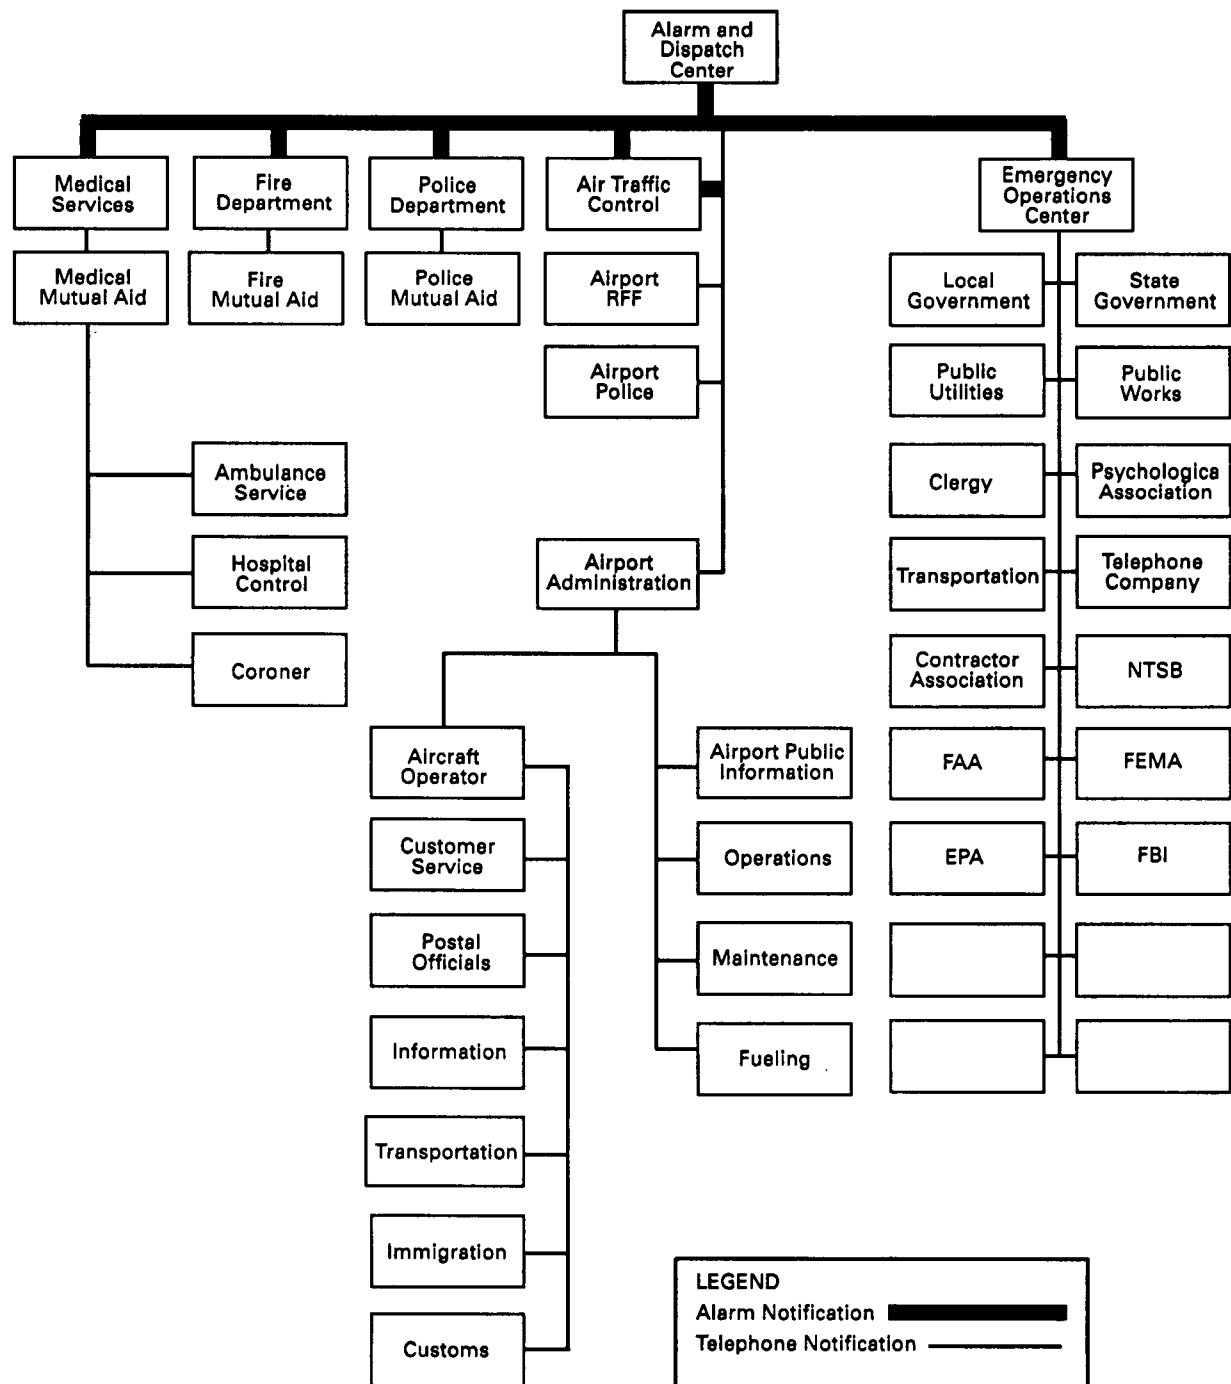 Alarm and
Dispatch
Center
Medical
Services
Fire
Department
Police
Department
Air Traffic
Control
Emergency
Operations
Center
Medical
Mutual Aid
Fire
Mutual Aid
Police
Mutual Aid
Airport
RFF
Local
Government
State
Government
Airport
Police
Public
Utilities
Public
Works
Ambulance
Service
Clergy
Psychologica
Association
Hospital
Control
Airport
Administration
Transportation
Telephone
Company
Coroner
Contractor
Association
NTSB
Aircraft
Operator
Airport Public
Information
FAA
FEMA
Customer
Service
Operations
EPA
FBI
Postal
Officials
Maintenance
Information
Fueling
Transportation
Immigration
Customs
LEGEND
Alarm Notification
Telephone Notification